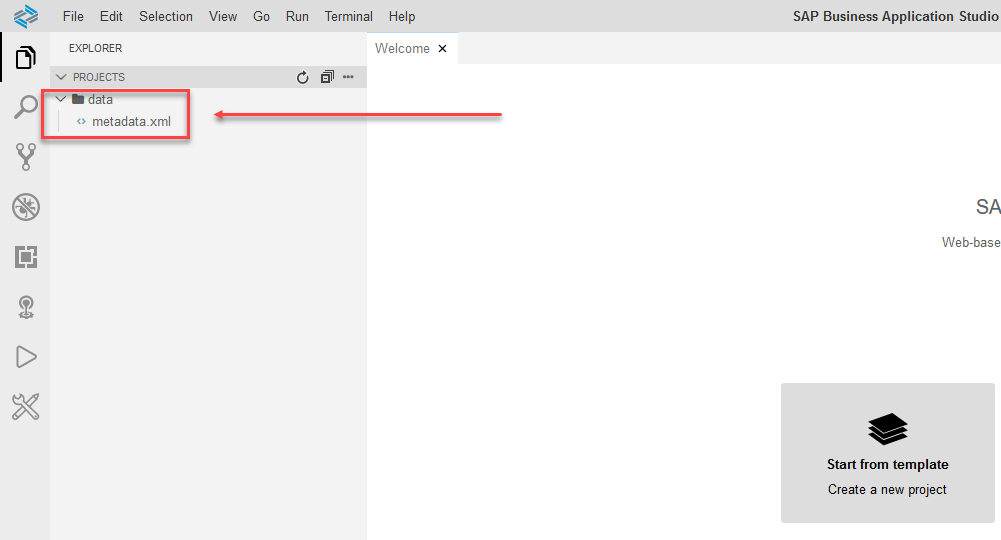 File Edit Selection View Go Run Terminal Help
SAP Business Application Studio
EXPLORER
Welcome
PROJECTS
data
metadata.xml
SA
Web-base
Start from template
Create a new project